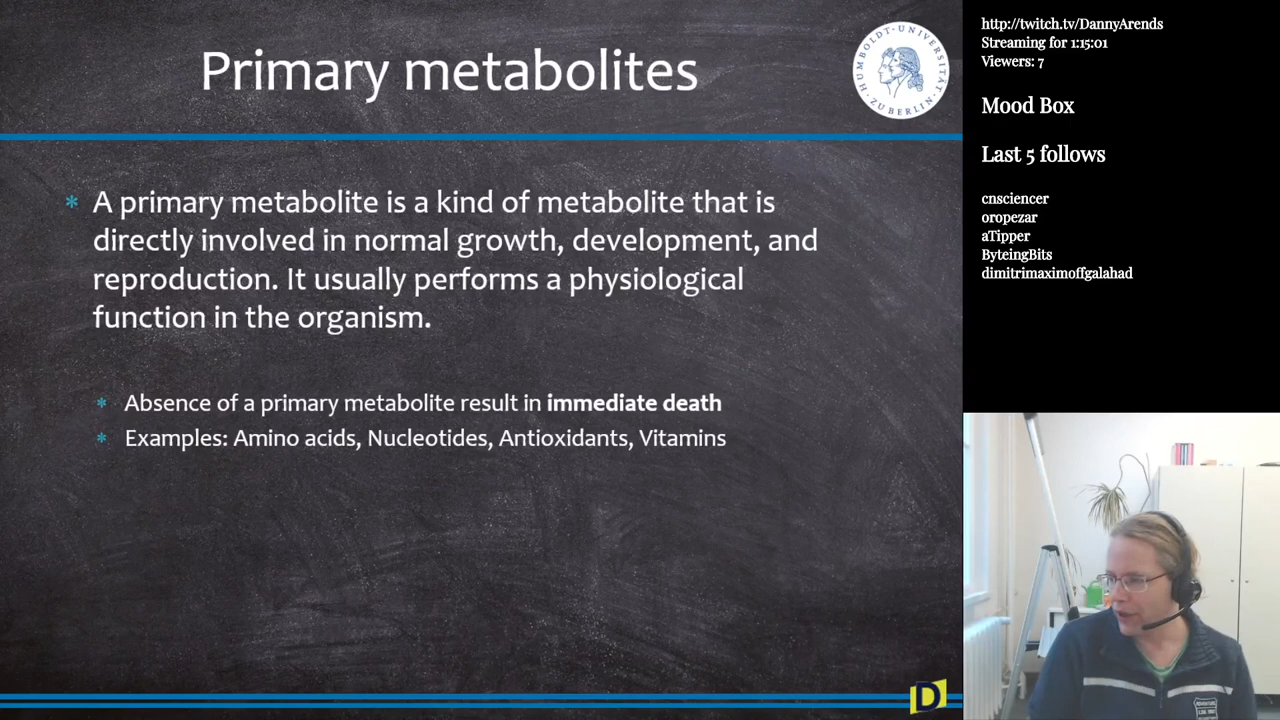 Primary metabolites
HUMBOLDT-UNIVERSITÄT
ZU BERLIN
* A primary metabolite is a kind of metabolite that is
directly involved in normal growth, development, and
reproduction. It usually performs a physiological
function in the organism.
* Absence of a primary metabolite result in immediate death
* Examples: Amino acids, Nucleotides, Antioxidants, Vitamins
D
http://twitch.tv/DannyArends
Streaming for 1:15:01
Viewers: 7
Mood Box
Last 5 follows
cnsciencer
oropezar
aTipper
ByteingBits
dimitrimaximoffgalahad